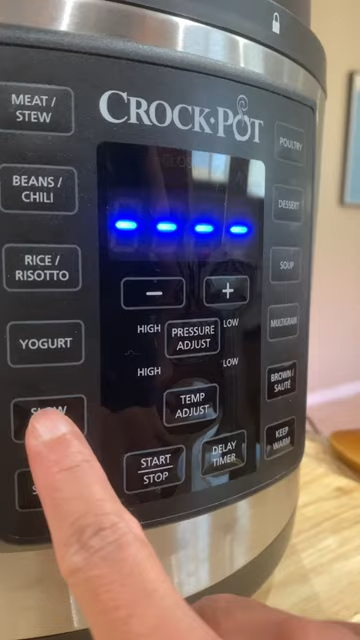 CROCK·POT
MEAT /
STEW
BEANS /
CHILI
RICE /
RISOTTO
YOGURT
SLOW
----
−
+
HIGH
LOW
PRESSURE
ADJUST
HIGH
LOW
TEMP
ADJUST
START
STOP
DELAY
TIMER
POULTRY
DESSERT
SOUP
MULTIGRAIN
BROWN /
SAUTÉ
KEEP
WARM